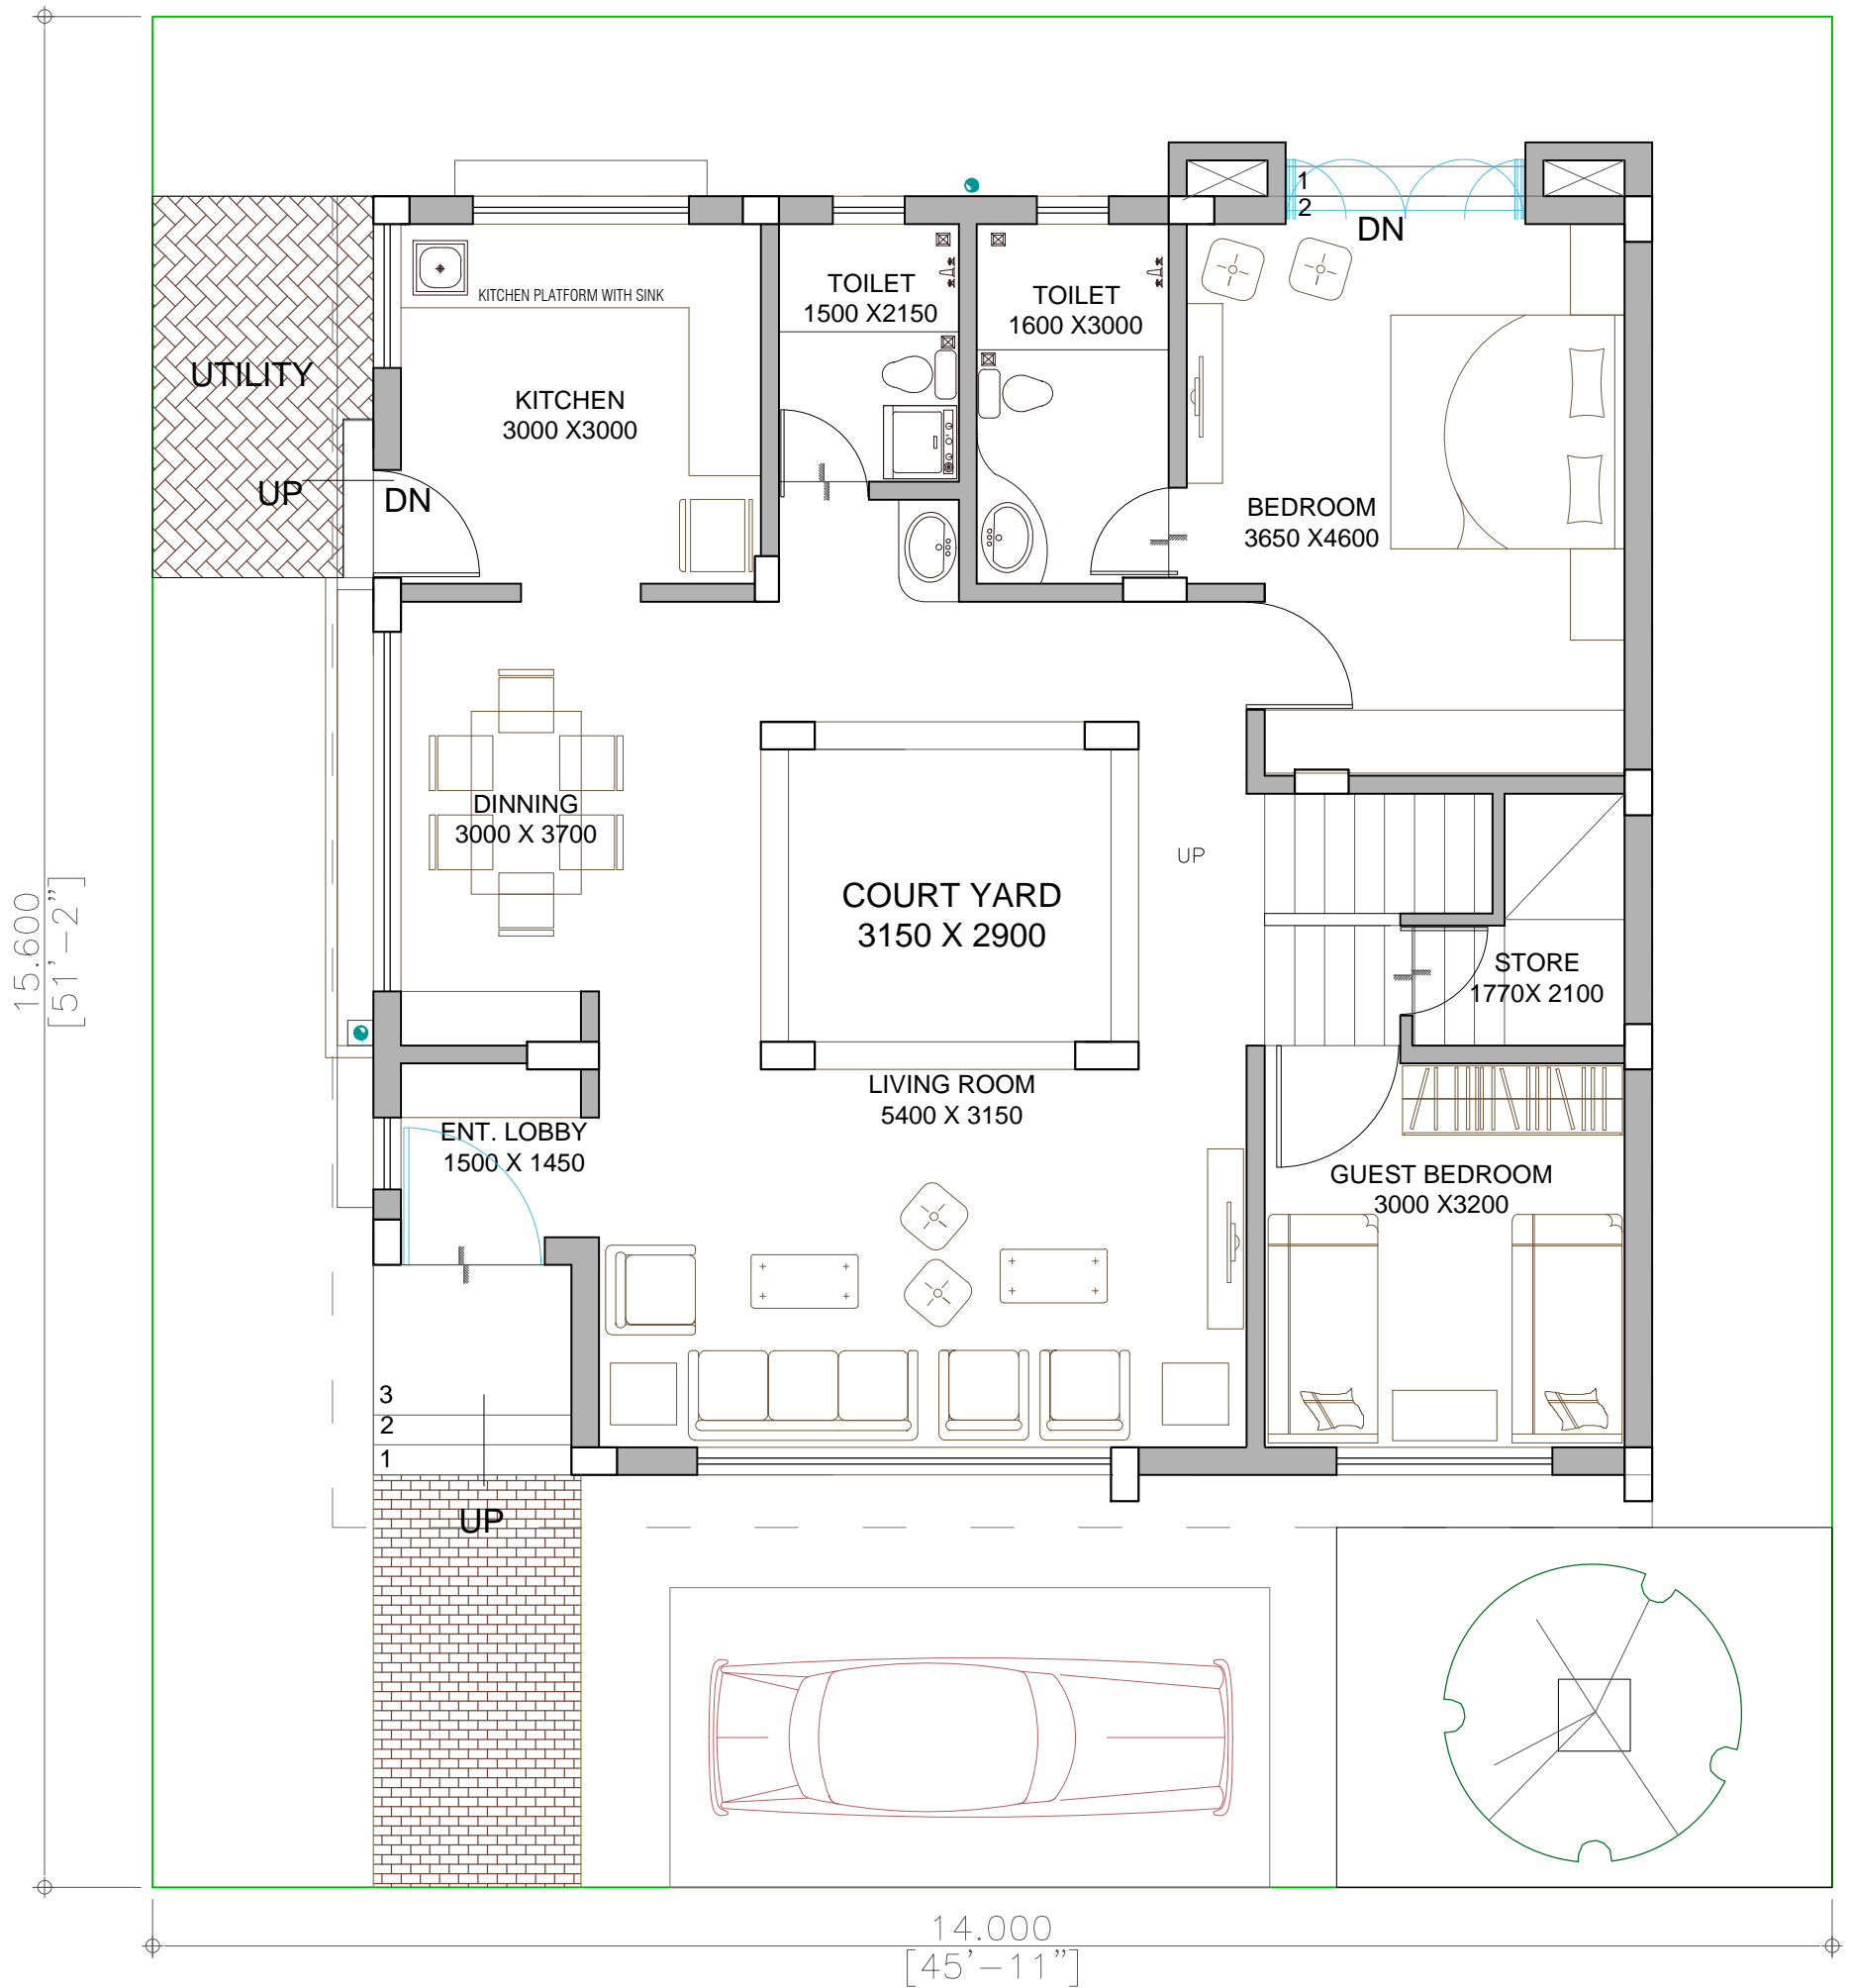 1
2
DN
TOILET
1500 X2150
TOILET
1600 X3000
KITCHEN PLATFORM WITH SINK
UTILITY
KITCHEN
3000 X3000
UP
DN
BEDROOM
3650 X4600
DINNING
3000 X 3700
UP
COURT YARD
3150 X 2900
STORE
1770X 2100
15.600
[51'-2"]
LIVING ROOM
5400 X 3150
ENT. LOBBY
1500 X 1450
GUEST BEDROOM
3000 X3200
3
2
1
UP
14.000
[45'-11"]